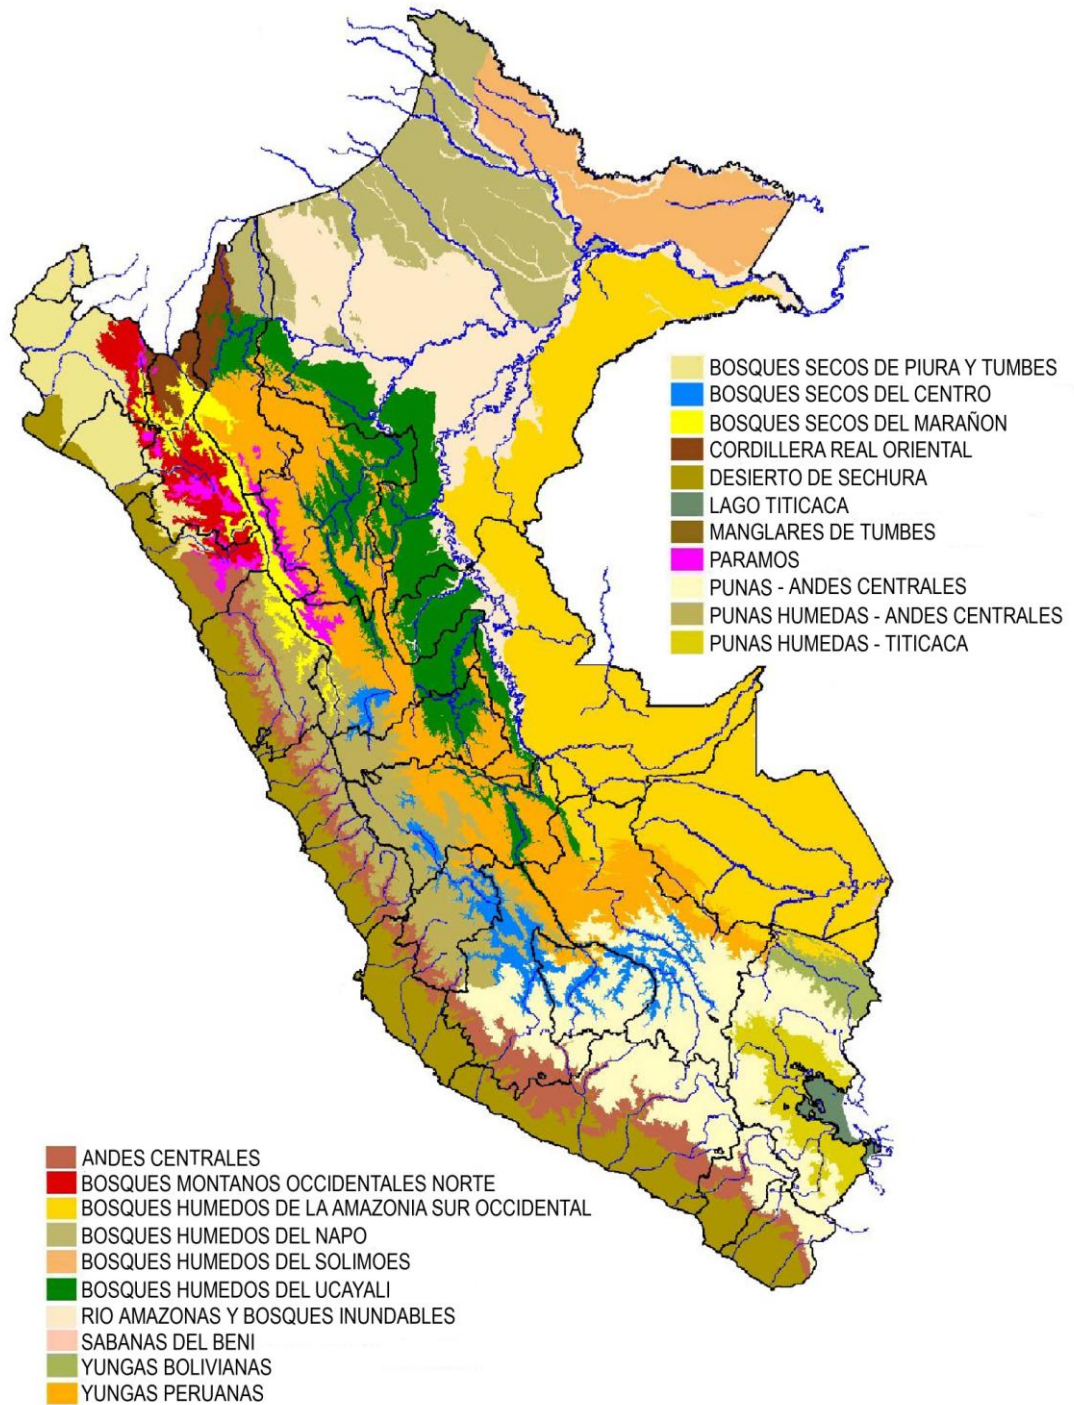 BOSQUES SECOS DE PIURA Y TUMBES
BOSQUES SECOS DEL CENTRO
BOSQUES SECOS DEL MARAÑON
CORDILLERA REAL ORIENTAL
DESIERTO DE SECHURA
LAGO TITICACA
MANGLARES DE TUMBES
PARAMOS
PUNAS - ANDES CENTRALES
PUNAS HUMEDAS - ANDES CENTRALES
PUNAS HUMEDAS - TITICACA
ANDES CENTRALES
BOSQUES MONTANOS OCCIDENTALES NORTE
BOSQUES HUMEDOS DE LA AMAZONIA SUR OCCIDENTAL
BOSQUES HUMEDOS DEL NAPO
BOSQUES HUMEDOS DEL SOLIMOES
BOSQUES HUMEDOS DEL UCAYALI
RIO AMAZONAS Y BOSQUES INUNDABLES
SABANAS DEL BENI
YUNGAS BOLIVIANAS
YUNGAS PERUANAS